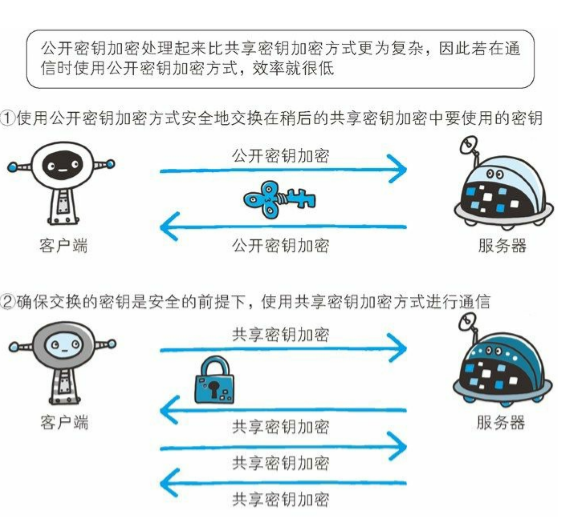 公开密钥加密处理起来比共享密钥加密方式更为复杂，因此若在通
信时使用公开密钥加密方式，效率就很低
①使用公开密钥加密方式安全地交换在稍后的共享密钥加密中要使用的密钥
公开密钥加密
公开密钥加密
客户端
服务器
②确保交换的密钥是安全的前提下，使用共享密钥加密方式进行通信
共享密钥加密
客户端
服务器
共享密钥加密
共享密钥加密
共享密钥加密